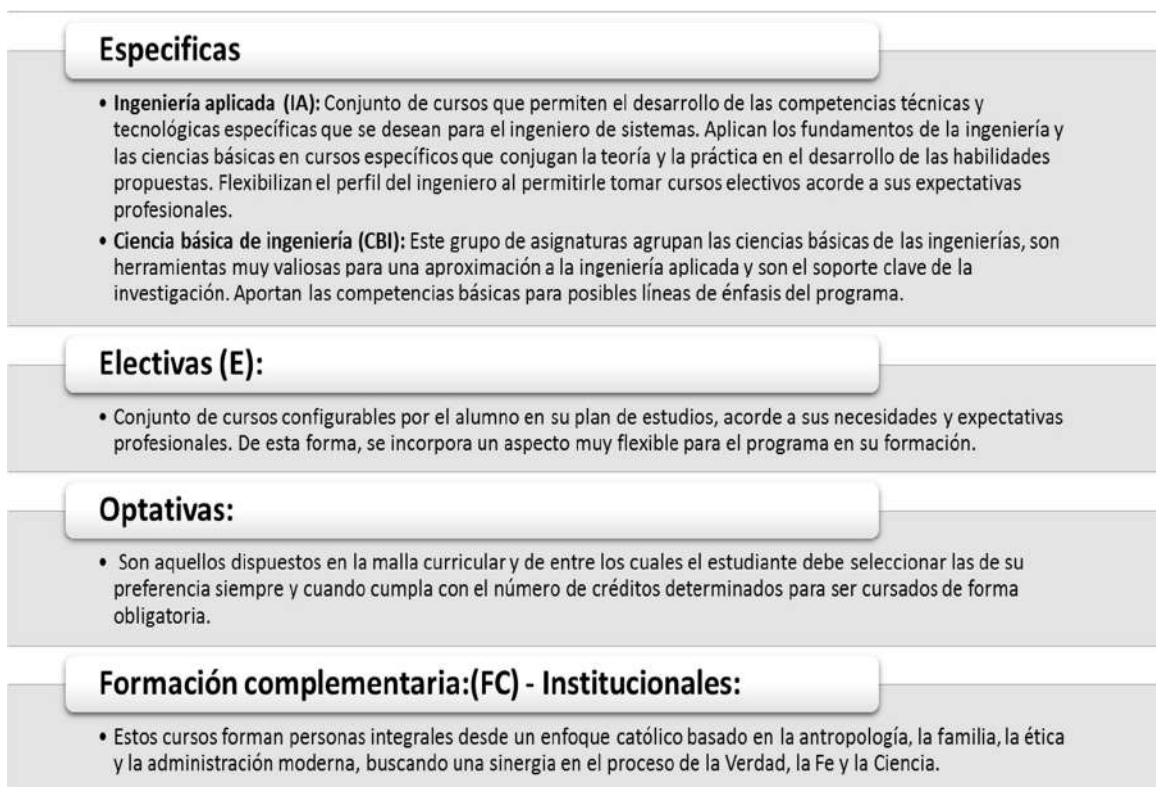 Especificas
• Ingeniería aplicada (IA): Conjunto de cursos que permiten el desarrollo de las competencias técnicas y
tecnológicas específicas que se desean para el ingeniero de sistemas. Aplican los fundamentos de la ingeniería y
las ciencias básicas en cursos específicos que conjugan la teoría y la práctica en el desarrollo de las habilidades
propuestas. Flexibilizan el perfil del ingeniero al permitirle tomar cursos electivos acorde a sus expectativas
profesionales.
• Ciencia básica de ingeniería (CBI): Este grupo de asignaturas agrupan las ciencias básicas de las ingenierías, son
herramientas muy valiosas para una aproximación a la ingeniería aplicada y son el soporte clave de la
investigación. Aportan las competencias básicas para posibles líneas de énfasis del programa.
Electivas (E):
• Conjunto de cursos configurables por el alumno en su plan de estudios, acorde a sus necesidades y expectativas
profesionales. De esta forma, se incorpora un aspecto muy flexible para el programa en su formación.
Optativas:
• Son aquellos dispuestos en la malla curricular y de entre los cuales el estudiante debe seleccionar las de su
preferencia siempre y cuando cumpla con el número de créditos determinados para ser cursados de forma
obligatoria.
Formación complementaria:(FC) - Institucionales:
• Estos cursos forman personas integrales desde un enfoque católico basado en la antropología, la familia, la ética
y la administración moderna, buscando una sinergia en el proceso de la Verdad, la Fe y la Ciencia.